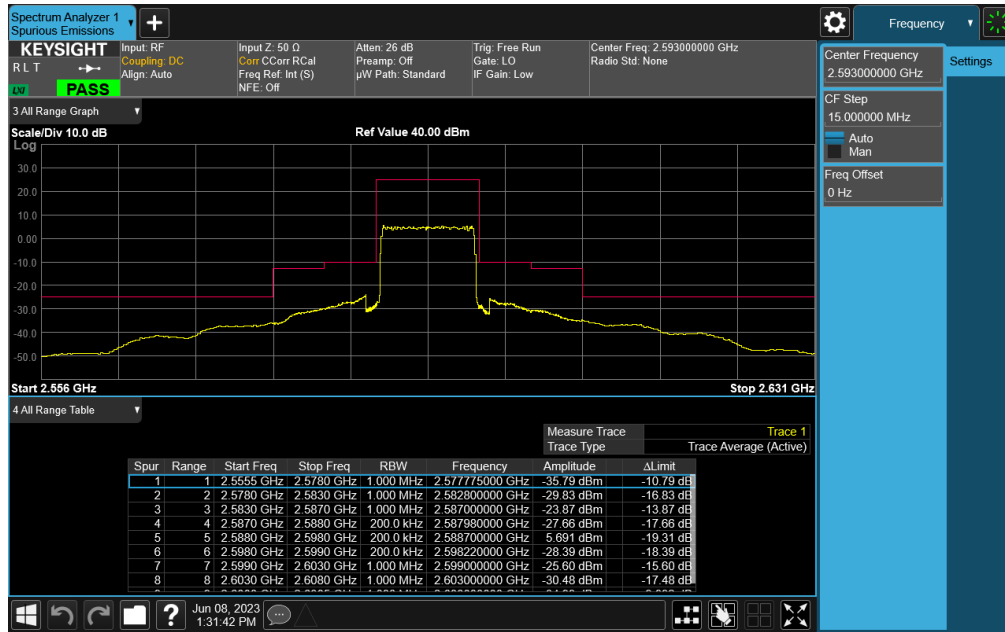 Spectrum Analyzer 1
Spurious Emissions
Frequency
KEYSIGHT
R L T
LXI
PASS
Input: RF
Coupling: DC
Align: Auto
Input Z: 50 Ω
Corr CCorr RCal
Freq Ref: Int (S)
NFE: Off
Atten: 26 dB
Preamp: Off
µW Path: Standard
Trig: Free Run
Gate: LO
IF Gain: Low
Center Freq: 2.593000000 GHz
Radio Std: None
Center Frequency
2.593000000 GHz
Settings
CF Step
15.000000 MHz
Auto
Man
Freq Offset
0 Hz
3 All Range Graph
Scale/Div 10.0 dB
Ref Value 40.00 dBm
Log
30.0
20.0
10.0
0.00
-10.0
-20.0
-30.0
-40.0
-50.0
Start 2.556 GHz
Stop 2.631 GHz
4 All Range Table
Measure Trace Trace 1
Trace Type Trace Average (Active)
Spur Range Start Freq Stop Freq RBW Frequency Amplitude ΔLimit
1 1 2.5555 GHz 2.5780 GHz 1.000 MHz 2.577775000 GHz -35.79 dBm -10.79 dB
2 2 2.5780 GHz 2.5830 GHz 1.000 MHz 2.582800000 GHz -29.83 dBm -16.83 dB
3 3 2.5830 GHz 2.5870 GHz 1.000 MHz 2.587000000 GHz -23.87 dBm -13.87 dB
4 4 2.5870 GHz 2.5880 GHz 200.0 kHz 2.587980000 GHz -27.66 dBm -17.66 dB
5 5 2.5880 GHz 2.5980 GHz 200.0 kHz 2.588700000 GHz 5.691 dBm -19.31 dB
6 6 2.5980 GHz 2.5990 GHz 200.0 kHz 2.598220000 GHz -28.39 dBm -18.39 dB
7 7 2.5990 GHz 2.6030 GHz 1.000 MHz 2.599000000 GHz -25.60 dBm -15.60 dB
8 8 2.6030 GHz 2.6080 GHz 1.000 MHz 2.603000000 GHz -30.48 dBm -17.48 dB
?
Jun 08, 2023
1:31:42 PM